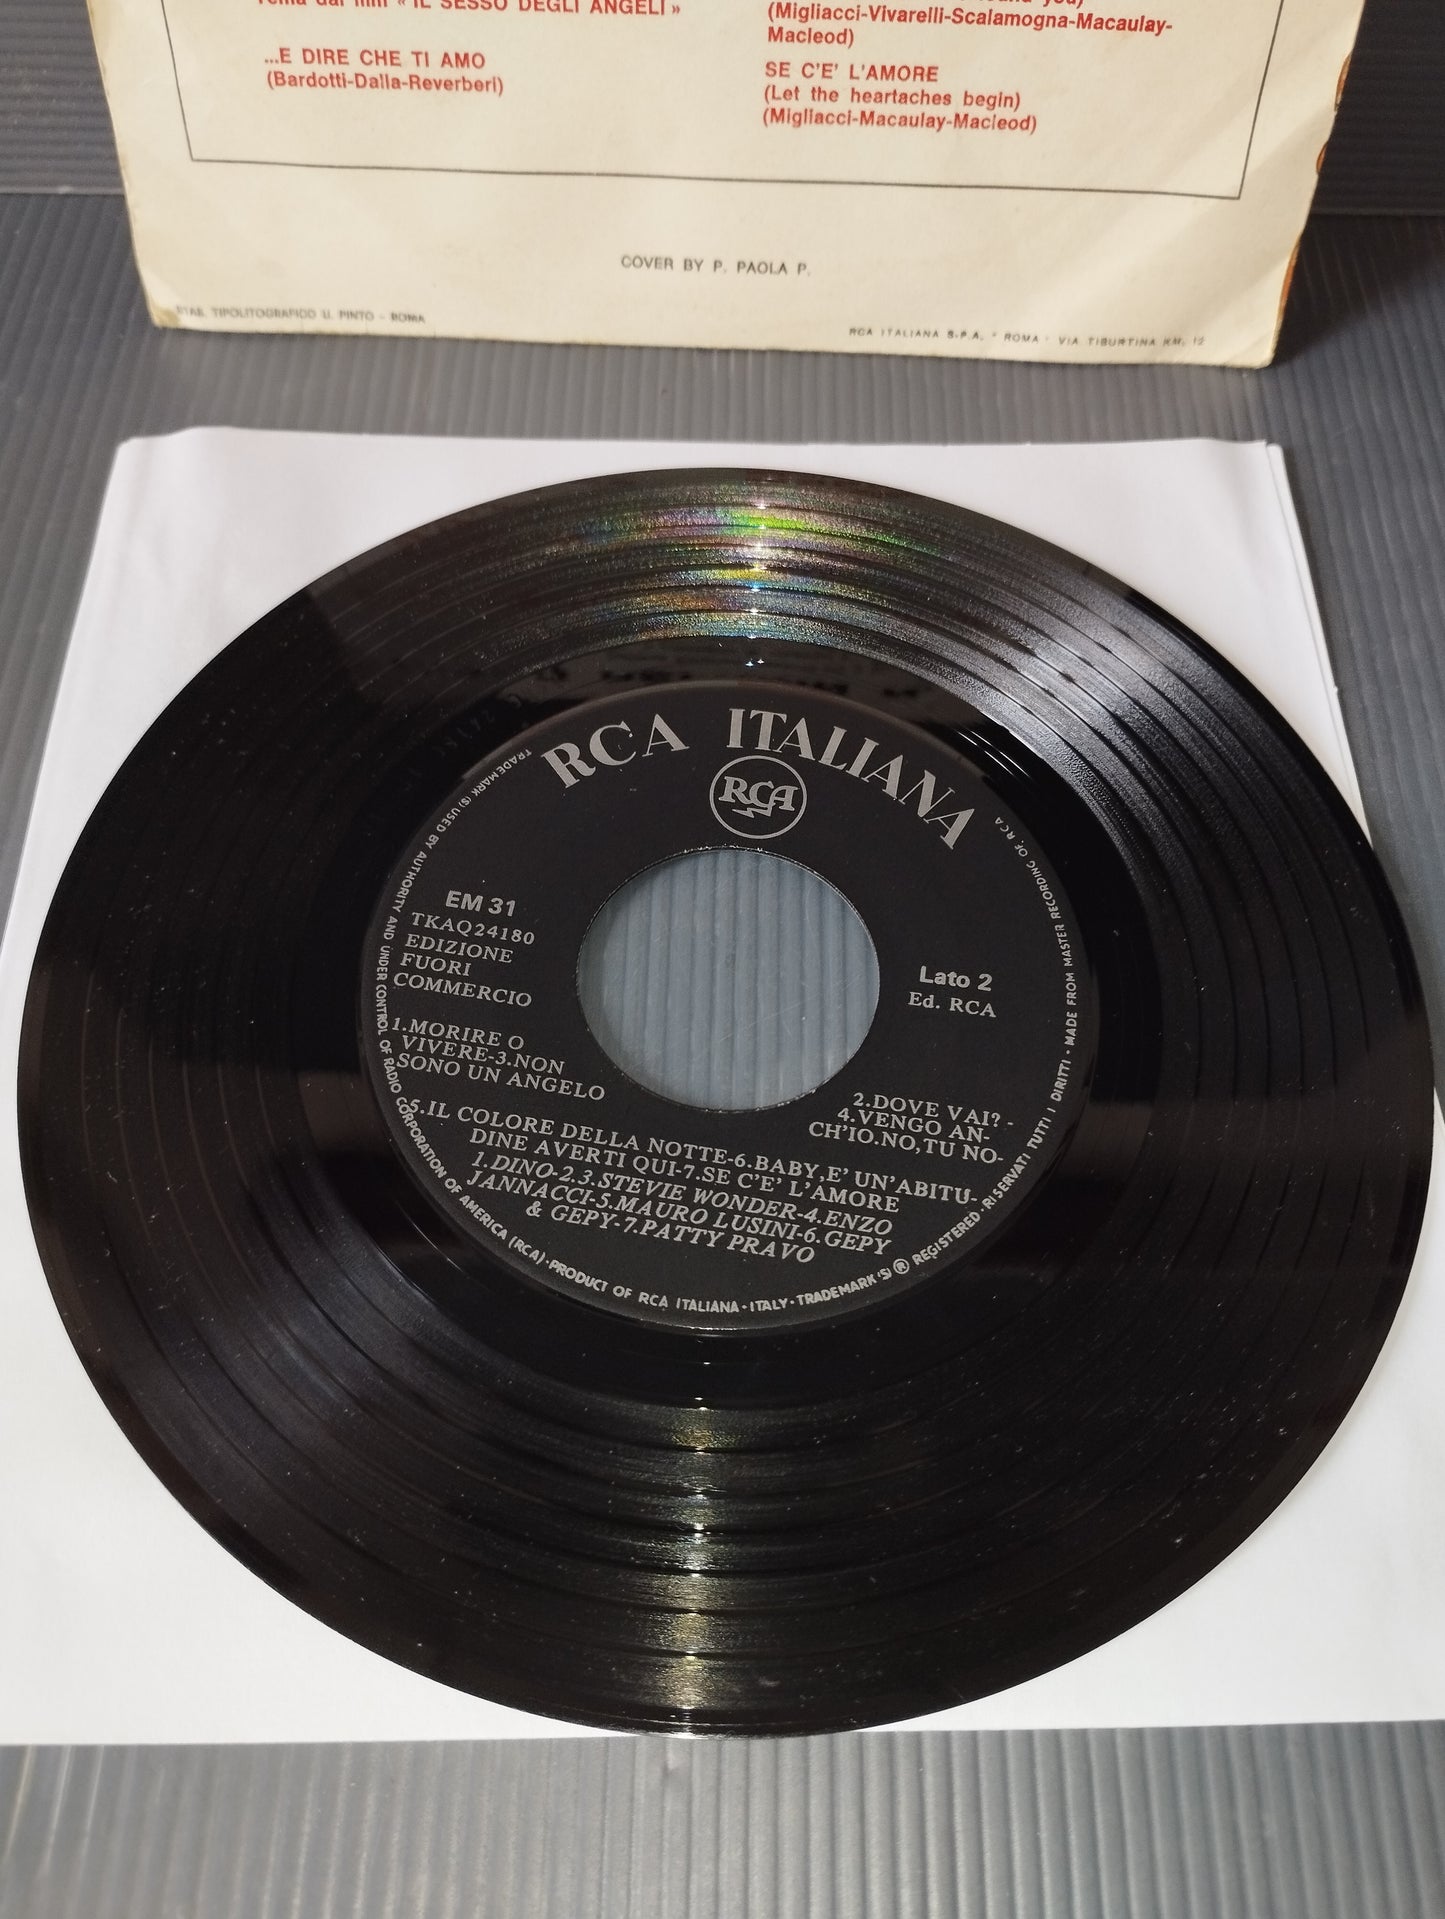 Tema dal film « IL SESSO DEGLI ANGELI »
...E DIRE CHE TI AMO
(Bardotti-Dalla-Reverberi)
you)
(Migliacci-Vivarelli-Scalamogna-Macaulay-
Macleod)
SE C'E' L'AMORE
(Let the heartaches begin)
(Migliacci-Macaulay-Macleod)
COVER BY P. PAOLA P.
STAB. TIPOLITOGRAFICO U. PINTO - ROMA
RCA ITALIANA S.P.A. - ROMA - VIA TIBURTINA KM. 12
RCA ITALIANA
RCA
EM 31
TKAQ24180
EDIZIONE
FUORI
COMMERCIO
Lato 2
Ed. RCA
1.MORIRE O
VIVERE-3.NON
SONO UN ANGELO
2.DOVE VAI?-
4.VENGO AN-
CH'IO.NO,TU NO-
5.IL COLORE DELLA NOTTE-6.BABY,E' UN'ABITU-
DINE AVERTI QUI-7.SE C'E' L'AMORE
1.DINO-2.3.STEVIE WONDER-4.ENZO
JANNACCI-5.MAURO LUSINI-6.GEPY
& GEPY-7.PATTY PRAVO
TRADEMARK (S) USED BY AUTHORITY AND UNDER CONTROL OF RADIO CORPORATION OF AMERICA (RCA)·PRODUCT OF RCA ITALIANA·ITALY·TRADEMARK (S) ® REGISTERED·RISERVATI TUTTI I DIRITTI·MADE FROM MASTER RECORDING OF RCA